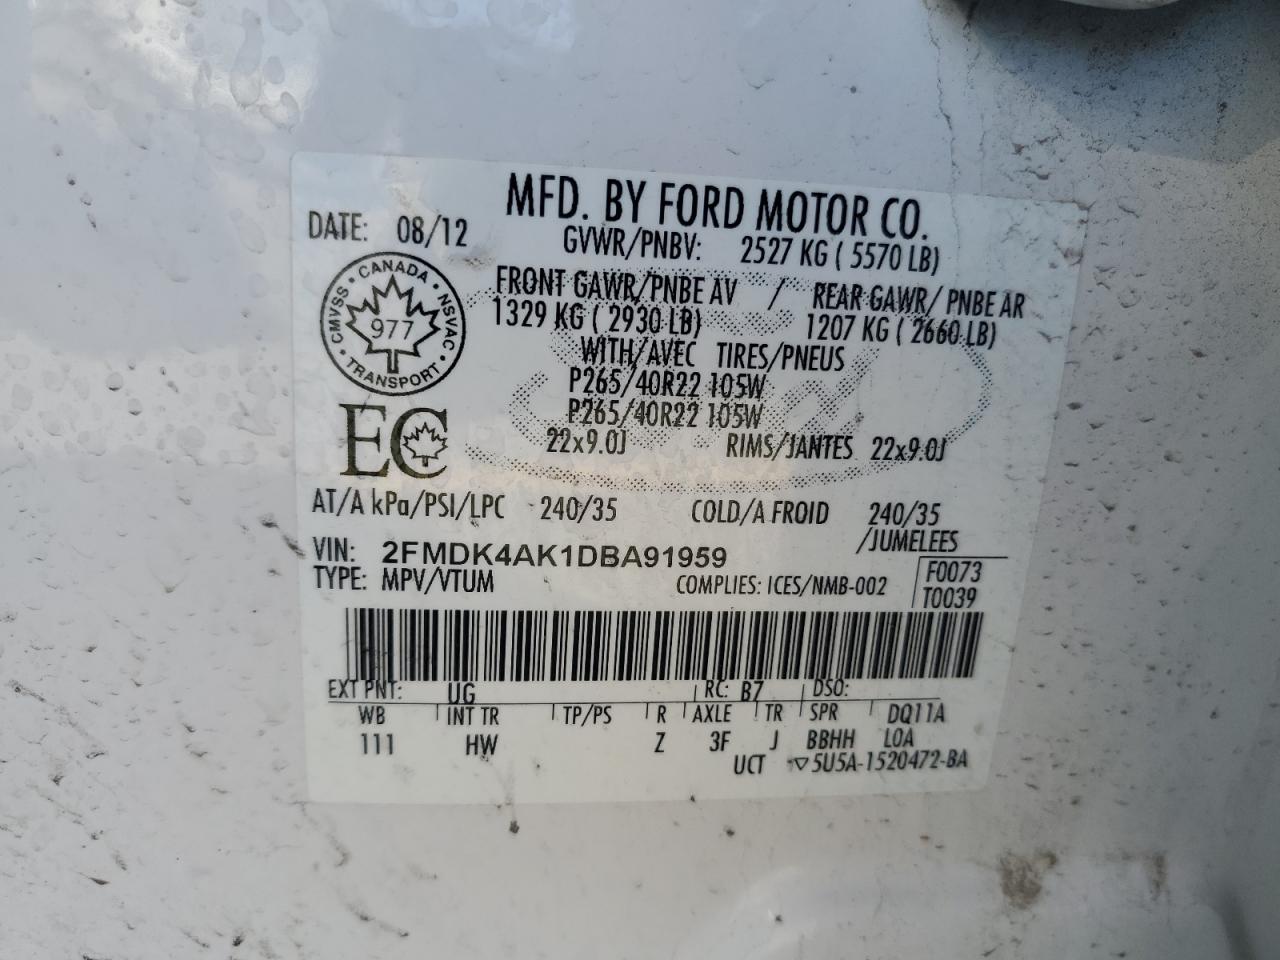 MFD. BY FORD MOTOR CO.
DATE: 08/12
GVWR/PNBV: 2527 KG ( 5570 LB)
FRONT GAWR/PNBE AV / REAR GAWR/ PNBE AR
1329 KG ( 2930 LB) 1207 KG ( 2660 LB)
WITH/AVEC TIRES/PNEUS
P265/40R22 105W
P265/40R22 105W
22x9.0J RIMS/JANTES 22x9.0J
CMVSS · CANADA · NSVAC · TRANSPORT ·
977
EC
AT/A kPa/PSI/LPC 240/35 COLD/A FROID 240/35
/JUMELEES
VIN: 2FMDK4AK1DBA91959
TYPE: MPV/VTUM COMPLIES: ICES/NMB-002
F0073
T0039
EXT PNT: UG RC: B7 DSO:
WB INT TR TP/PS R AXLE TR SPR DQ11A
111 HW Z 3F J BBHH LOA
UCT ▽5U5A-1520472-BA